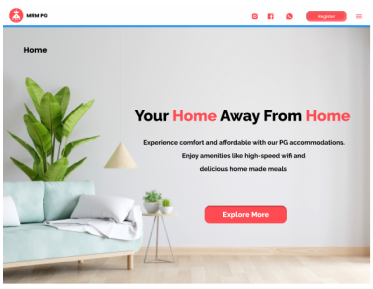 MRM PG
Register
Home
Your Home Away From Home
Experience comfort and affordable with our PG accommodations.
Enjoy amenities like high-speed wifi and
delicious home made meals
Explore More